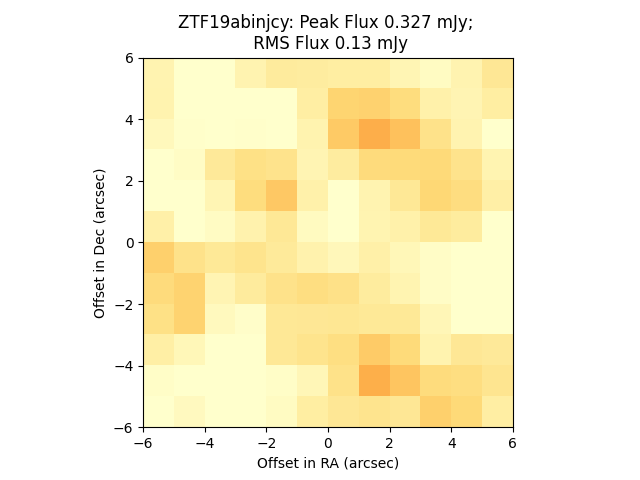 ZTF19abinjcy: Peak Flux 0.327 mJy;
RMS Flux 0.13 mJy
6
4
2
0
−2
−4
−6
Offset in Dec (arcsec)
−6 −4 −2 0 2 4 6
Offset in RA (arcsec)